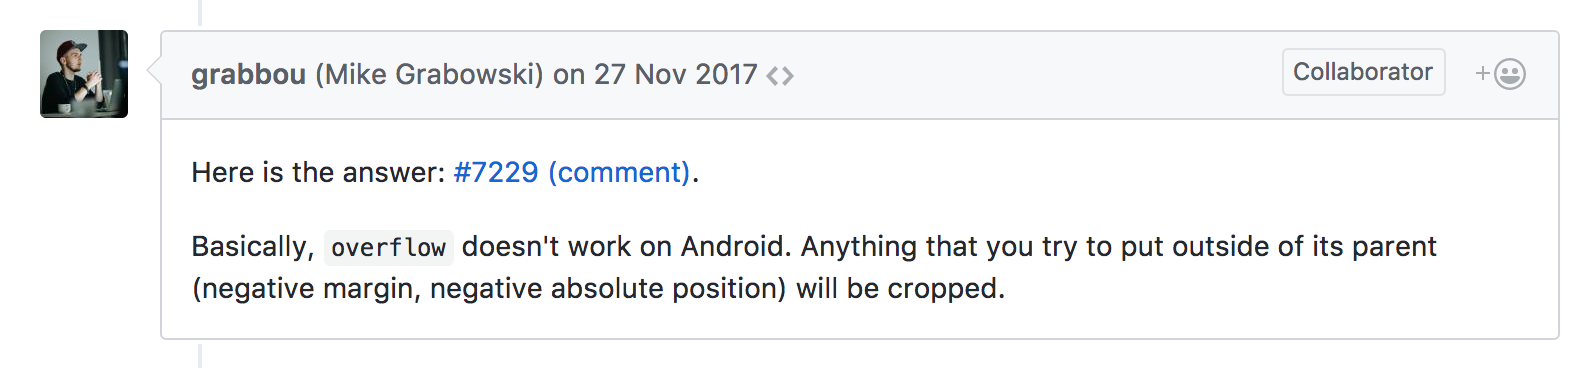 grabbou (Mike Grabowski) on 27 Nov 2017 <> Collaborator +
Here is the answer: #7229 (comment).
Basically, overflow doesn't work on Android. Anything that you try to put outside of its parent
(negative margin, negative absolute position) will be cropped.